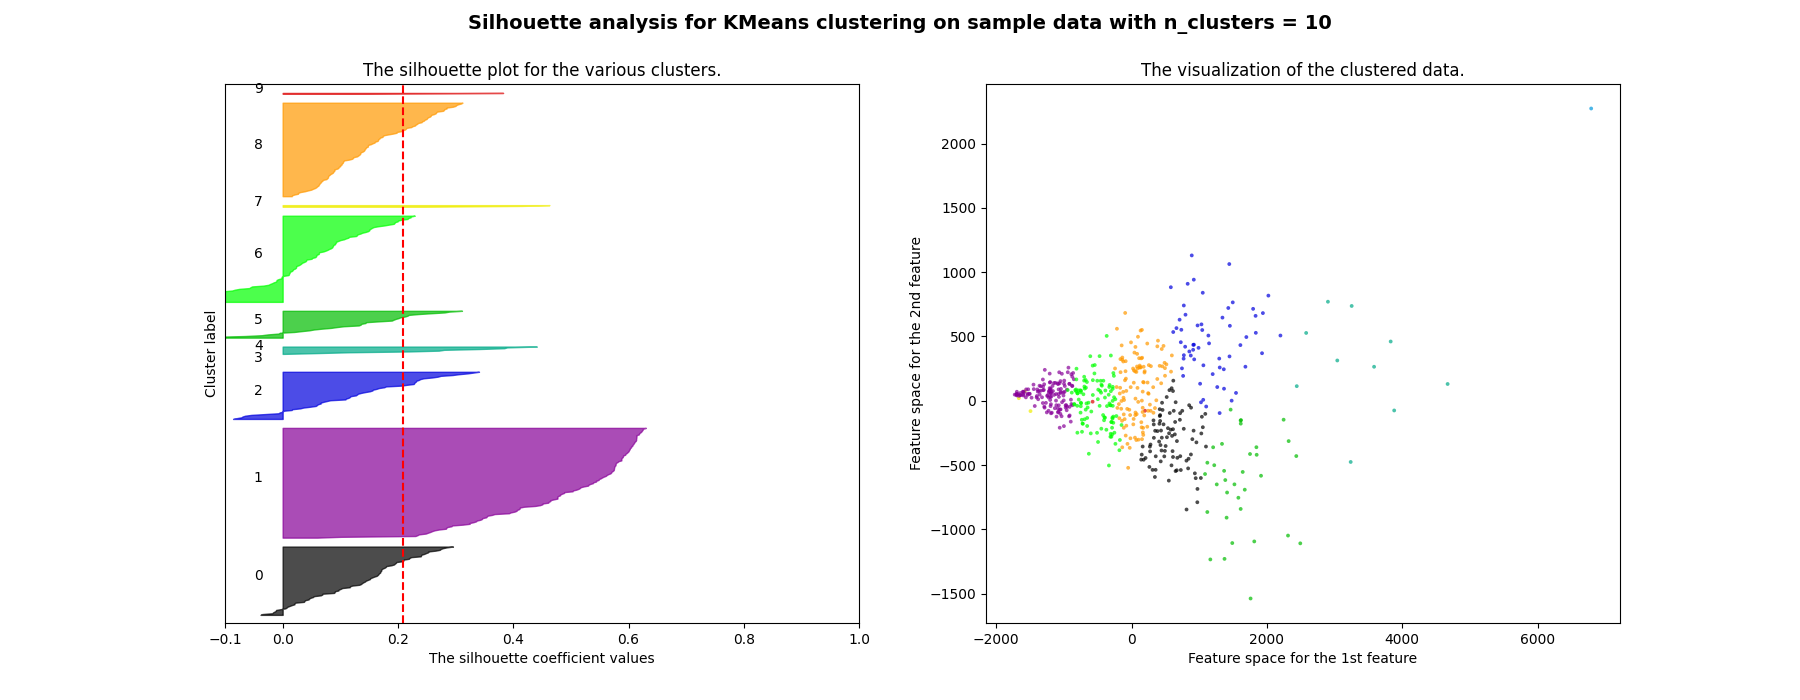 Silhouette analysis for KMeans clustering on sample data with n_clusters = 10
The silhouette plot for the various clusters.
9
8
7
6
5
4
3
2
1
0
Cluster label
−0.1 0.0 0.2 0.4 0.6 0.8 1.0
The silhouette coefficient values
The visualization of the clustered data.
2000
1500
1000
500
0
−500
−1000
−1500
Feature space for the 2nd feature
−2000 0 2000 4000 6000
Feature space for the 1st feature